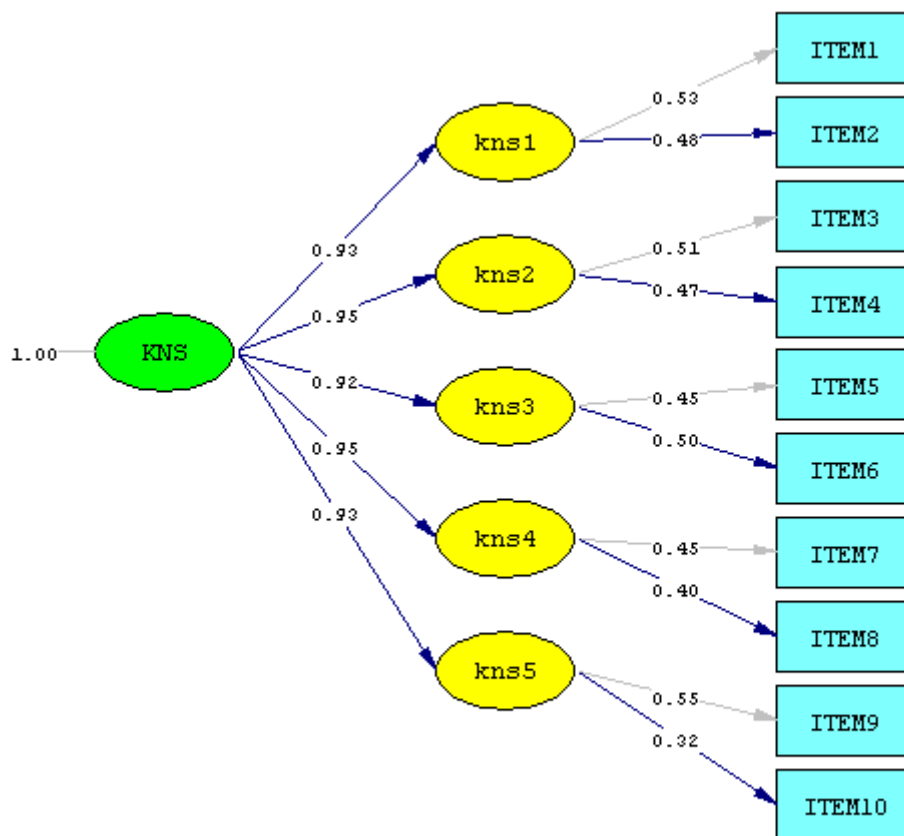 ITEM1
0.53
kns1
ITEM2
0.48
ITEM3
0.93
0.51
kns2
0.47
ITEM4
0.95
1.00
KNS
ITEM5
0.92
0.45
kns3
0.95
0.50
ITEM6
0.93
kns4
0.45
ITEM7
0.40
ITEM8
kns5
0.55
ITEM9
0.32
ITEM10